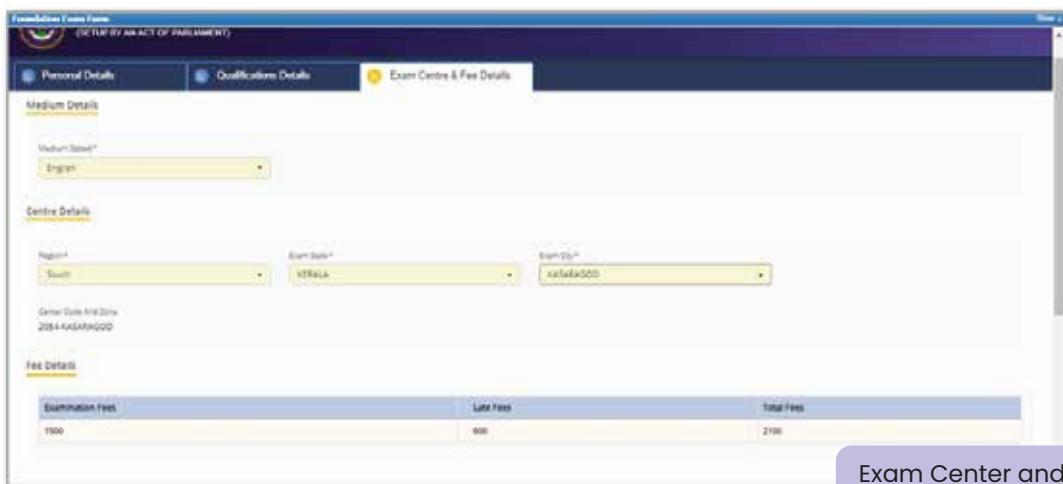 Foundation Exam Form
(SETUP BY AN ACT OF PARLIAMENT)
Personal Details Qualifications Details Exam Centre & Fee Details
Medium Details
Medium Select*
English
Centre Details
Region* Exam State* Exam City*
South KERALA KASARAGOD
Center Code And Zone
2084-KASARAGOD
Fee Details
Examination Fees Late Fees Total Fees
1500 600 2100
Exam Center and